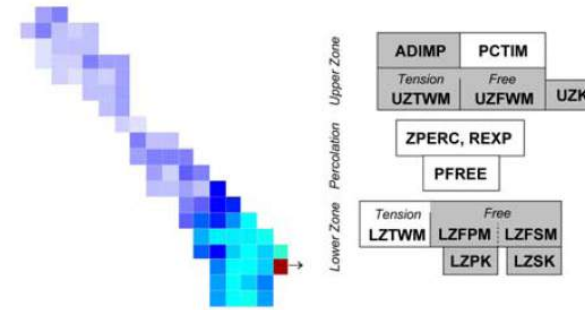 Upper Zone
ADIMP PCTIM
Tension Free
UZTWM UZFWM UZK
Percolation
ZPERC, REXP
PFREE
Lower Zone
Tension Free
LZTWM LZFPM LZFSM
LZPK LZSK